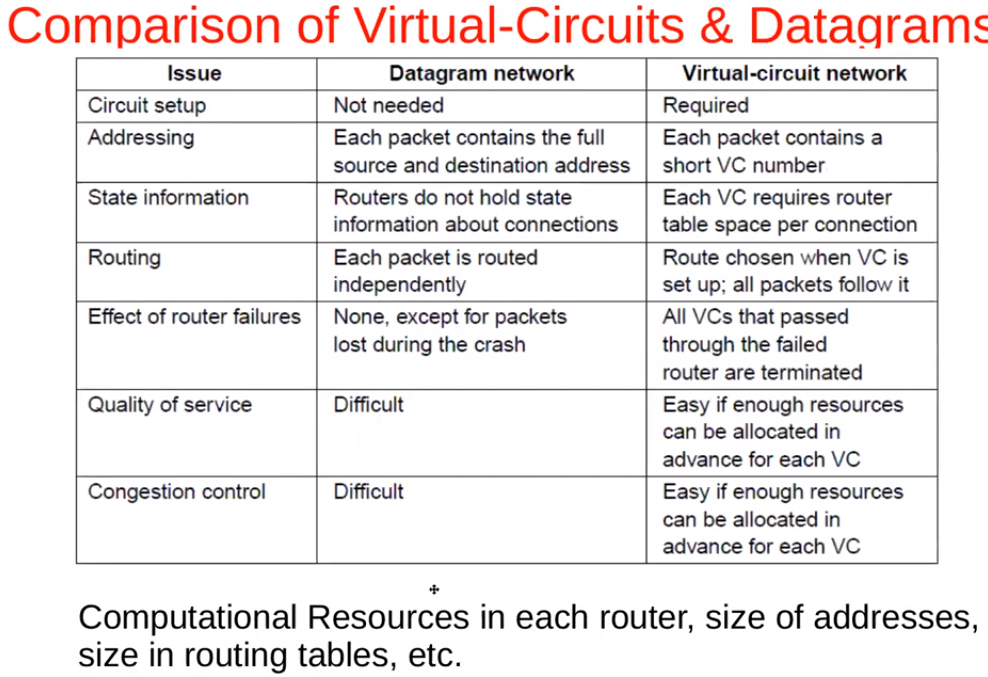 Comparison of Virtual-Circuits & Datagrams
Issue Datagram network Virtual-circuit network
Circuit setup Not needed Required
Addressing Each packet contains the full Each packet contains a
source and destination address short VC number
State information Routers do not hold state Each VC requires router
information about connections table space per connection
Routing Each packet is routed Route chosen when VC is
independently set up; all packets follow it
Effect of router failures None, except for packets All VCs that passed
lost during the crash through the failed
router are terminated
Quality of service Difficult Easy if enough resources
can be allocated in
advance for each VC
Congestion control Difficult Easy if enough resources
can be allocated in
advance for each VC
Computational Resources in each router, size of addresses,
size in routing tables, etc.